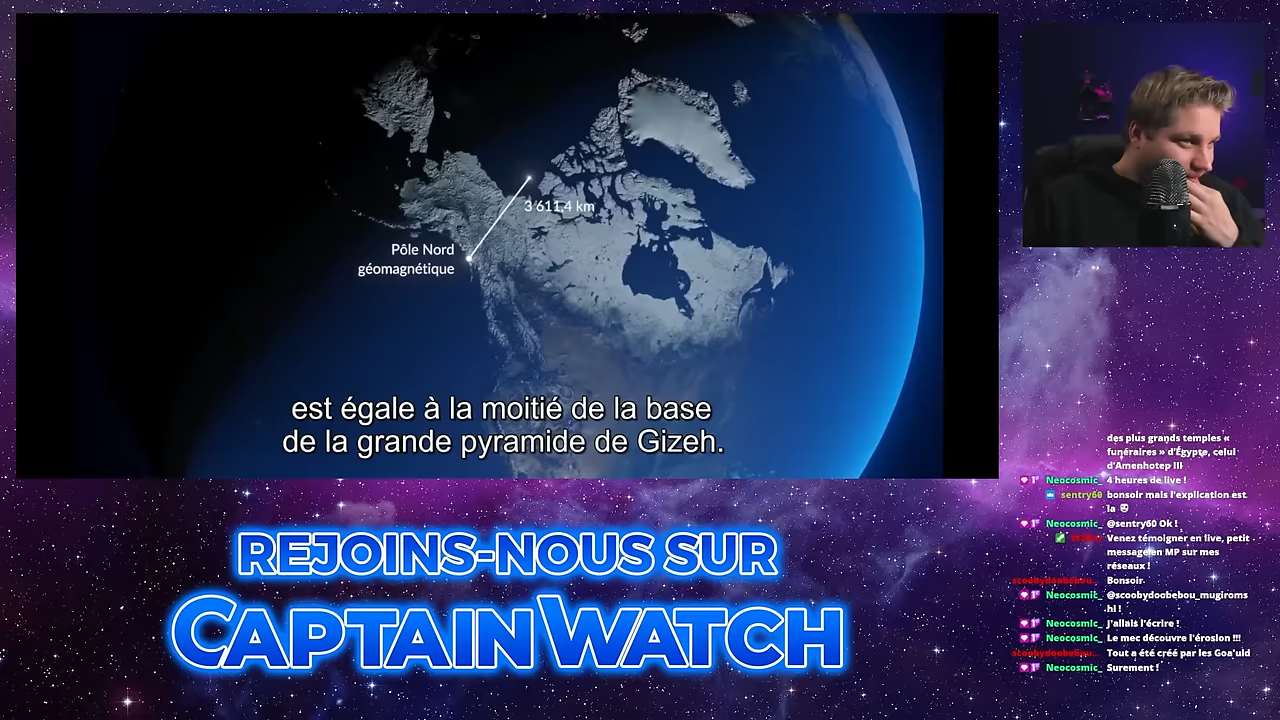 3 611,4 km
Pôle Nord
géomagnétique
est égale à la moitié de la base
de la grande pyramide de Gizeh.
REJOINS-NOUS SUR
CAPTAINWATCH
des plus grands temples «
funéraires » d'Égypte, celui
d'Amenhotep III
Neocosmic_ 4 heures de live !
sentry60 bonsoir mais l'explication est
la
Neocosmic_ @sentry60 Ok !
Venez témoigner en live, petit
message en MP sur mes
réseaux !
scoobydoobebou... Bonsoir
Neocosmic_ @scoobydoobebou_mugiroms
hi !
Neocosmic_ J'allais l'écrire !
Neocosmic_ Le mec découvre l'érosion !!!
scoobydoobebou... Tout a été créé par les Goa'uld
Neocosmic_ Surement !